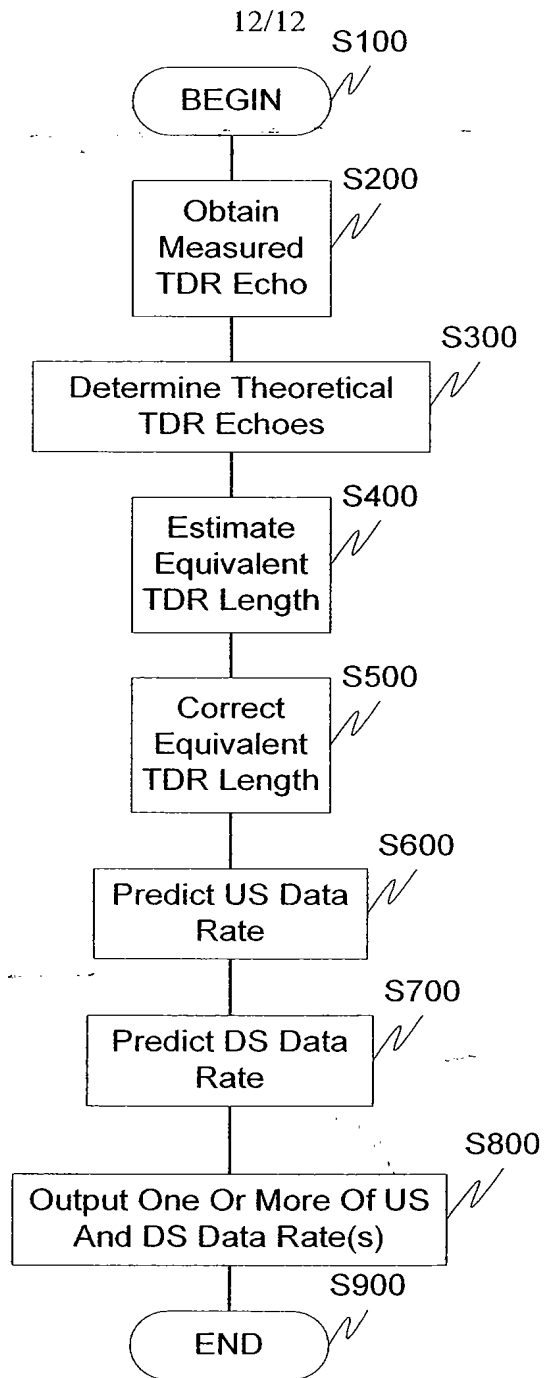 12/12
S100
BEGIN
S200
Obtain
Measured
TDR Echo
S300
Determine Theoretical
TDR Echoes
S400
Estimate
Equivalent
TDR Length
S500
Correct
Equivalent
TDR Length
S600
Predict US Data
Rate
S700
Predict DS Data
Rate
S800
Output One Or More Of US
And DS Data Rate(s)
S900
END